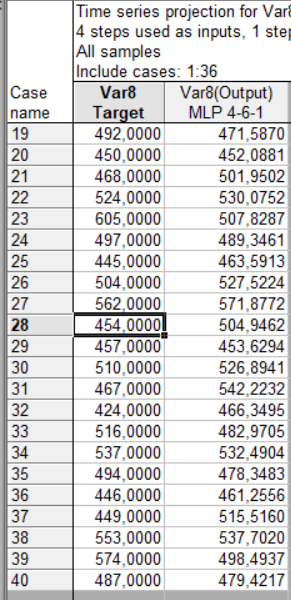 Time series projection for Var8
4 steps used as inputs, 1 step
All samples
Include cases: 1:36
Case name Var8 Target Var8(Output) MLP 4-6-1
19 492,0000 471,5870
20 450,0000 452,0881
21 468,0000 501,9502
22 524,0000 530,0752
23 605,0000 507,8287
24 497,0000 489,3461
25 445,0000 463,5913
26 504,0000 527,5224
27 562,0000 571,8772
28 454,0000 504,9462
29 457,0000 453,6294
30 510,0000 526,8941
31 467,0000 542,2232
32 424,0000 466,3495
33 516,0000 482,9705
34 537,0000 532,4904
35 494,0000 478,3483
36 446,0000 461,2556
37 449,0000 515,5160
38 553,0000 537,7020
39 574,0000 498,4937
40 487,0000 479,4217